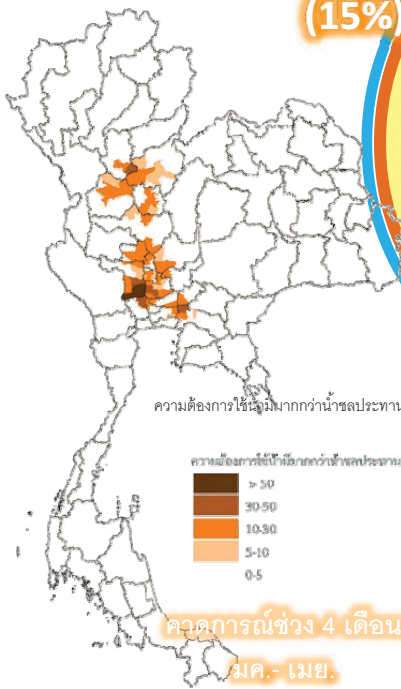 (15%)
ความต้องการใช้น้ำมีมากกว่าน้ำชลประทาน
ความต้องการใช้น้ำมีมากกว่าน้ำชลประทาน
> 50
30-50
10-30
5-10
0-5
คาดการณ์ช่วง 4 เดือน
มค.- เมย.